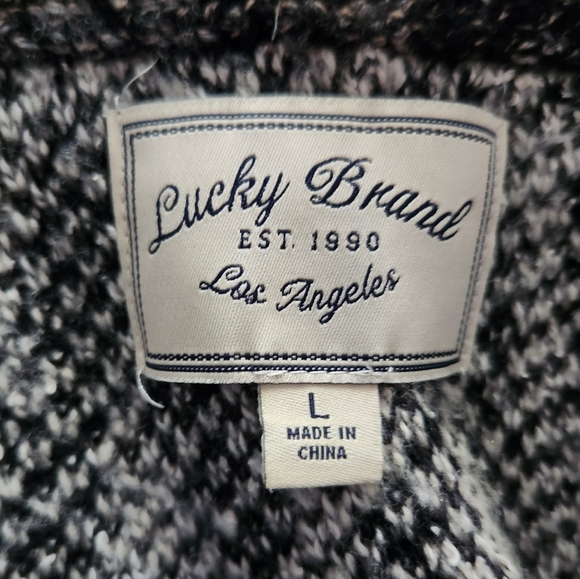 Lucky Brand
EST. 1990
Los Angeles
L
MADE IN
CHINA